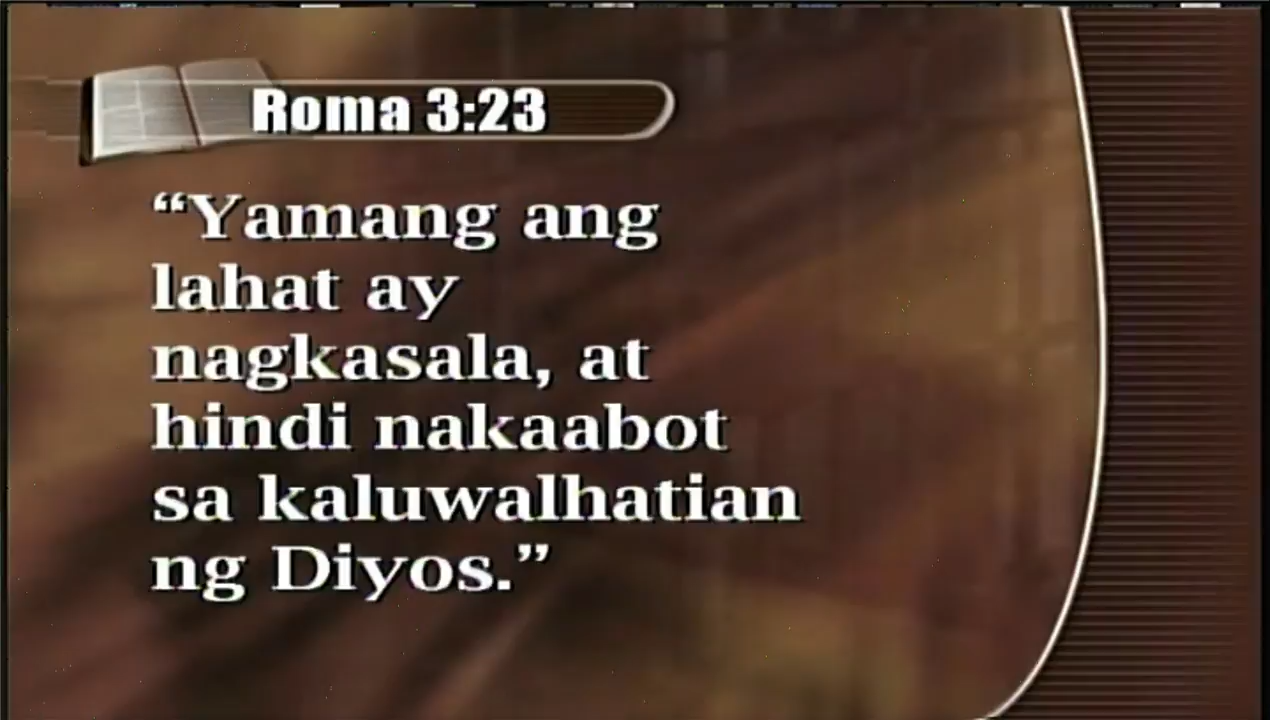 Roma 3:23
“Yamang ang
lahat ay
nagkasala, at
hindi nakaabot
sa kaluwalhatian
ng Diyos.”